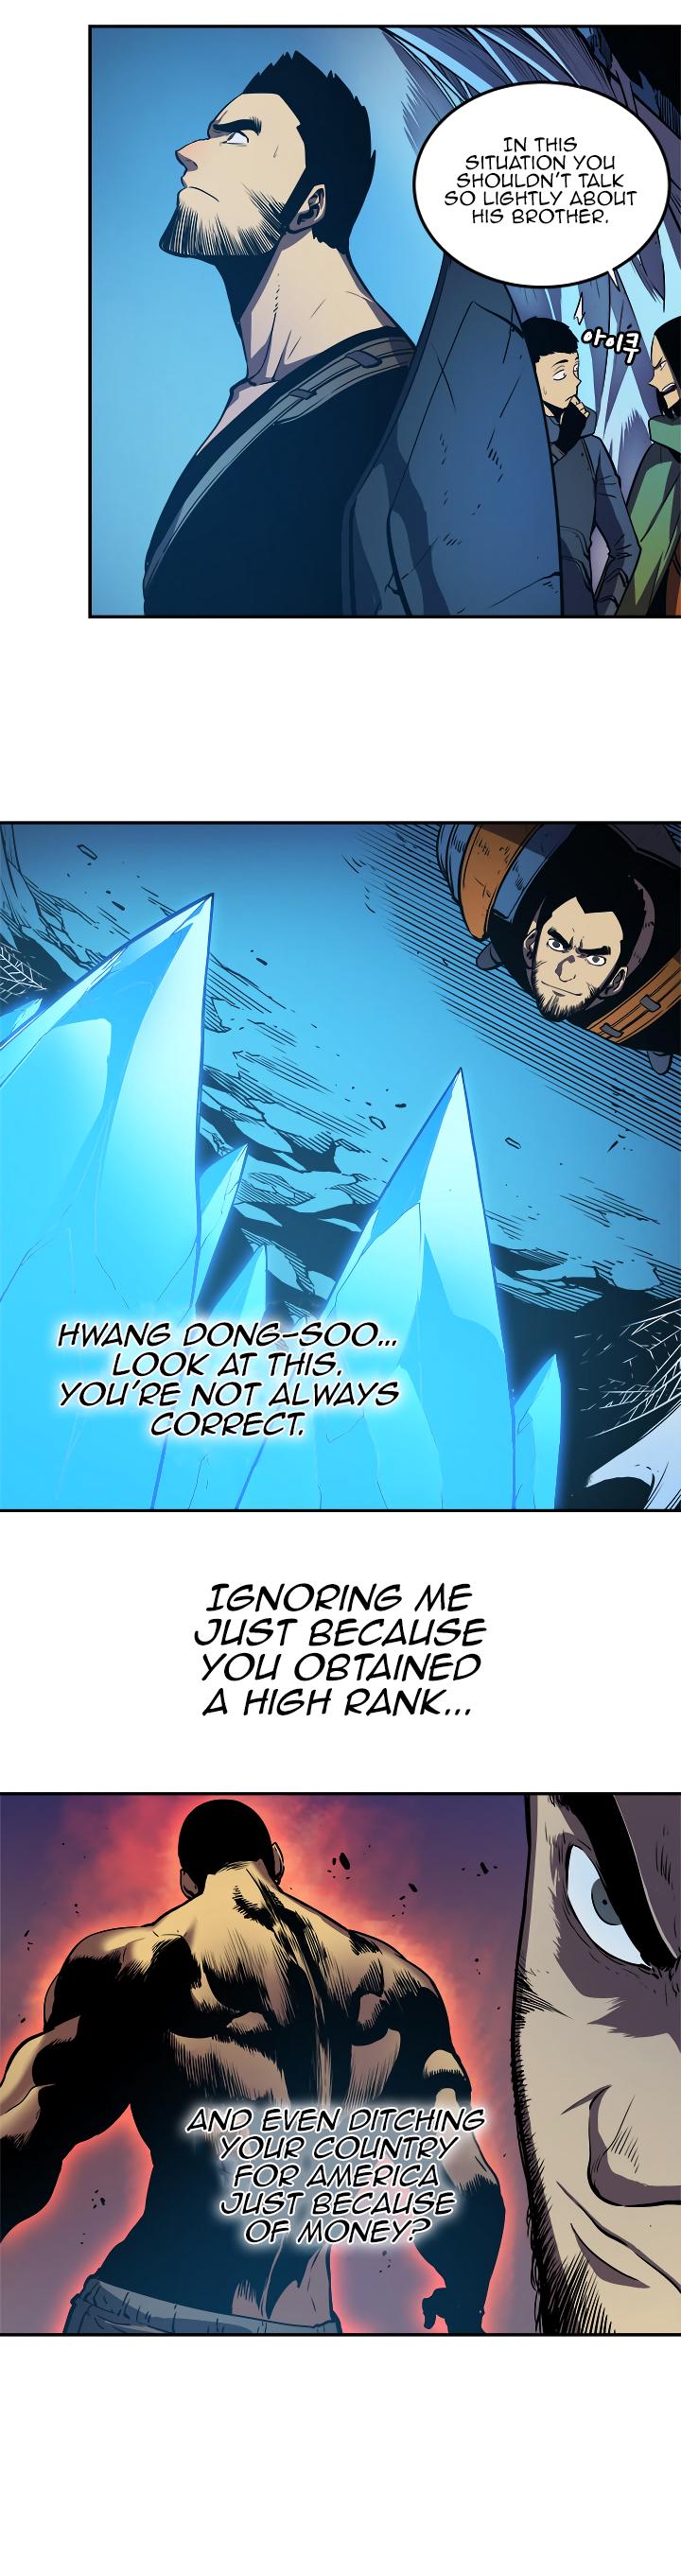 IN THIS
SITUATION YOU
SHOULDN'T TALK
SO LIGHTLY ABOUT
HIS BROTHER.
아이쿠
HWANG DONG-SOO...
LOOK AT THIS.
YOU'RE NOT ALWAYS
CORRECT.
IGNORING ME
JUST BECAUSE
YOU OBTAINED
A HIGH RANK...
AND EVEN DITCHING
YOUR COUNTRY
FOR AMERICA
JUST BECAUSE
OF MONEY?